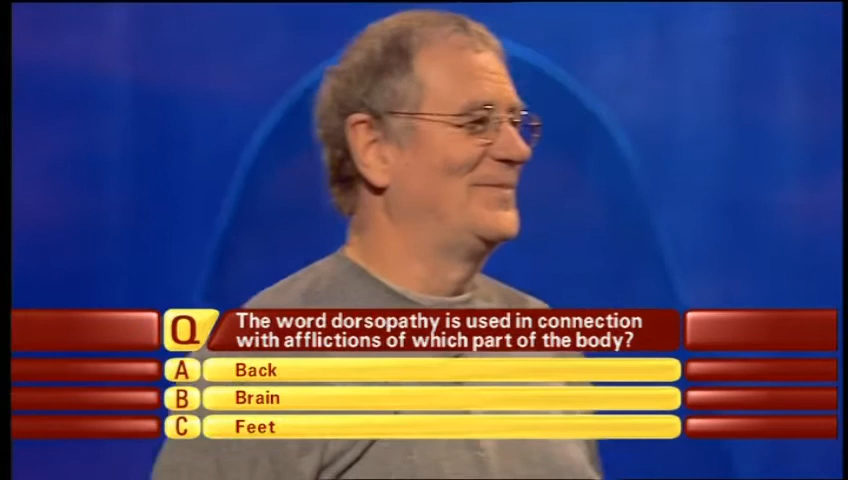 Q The word dorsopathy is used in connection
with afflictions of which part of the body?
A Back
B Brain
C Feet